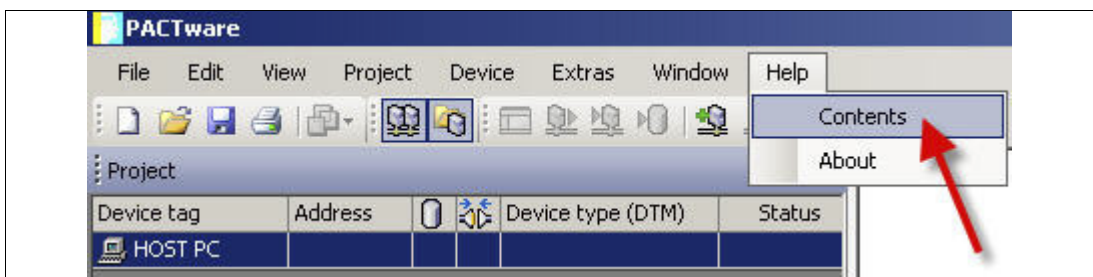 PACTware
File Edit View Project Device Extras Window Help
Contents
About
Project
Device tag Address Device type (DTM) Status
HOST PC